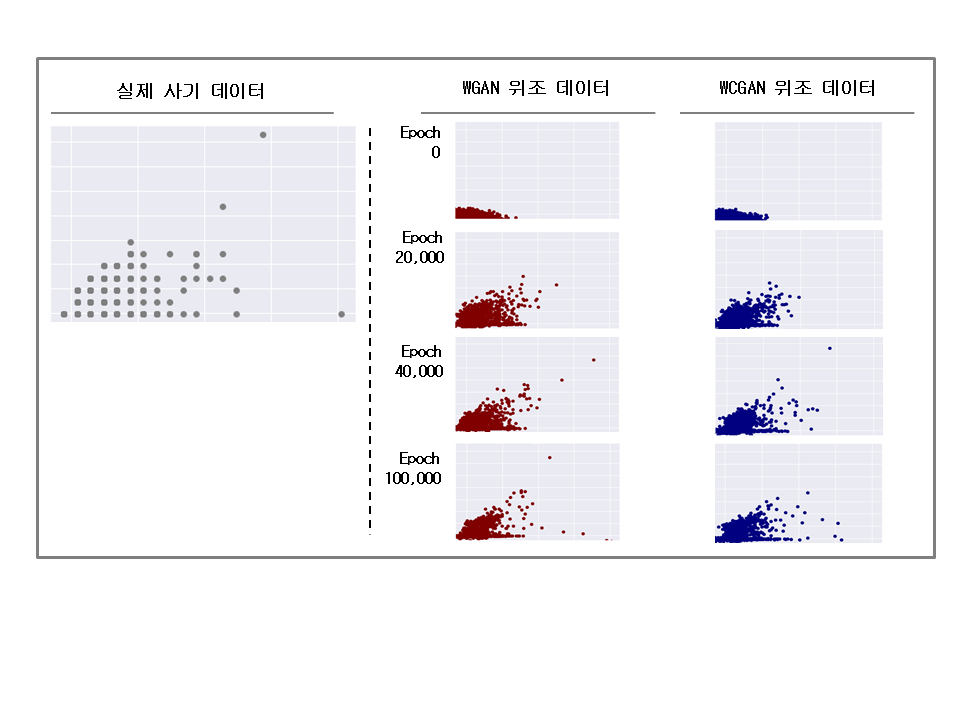 실제 사기 데이터
WGAN 위조 데이터
WCGAN 위조 데이터
Epoch
0
Epoch
20,000
Epoch
40,000
Epoch
100,000